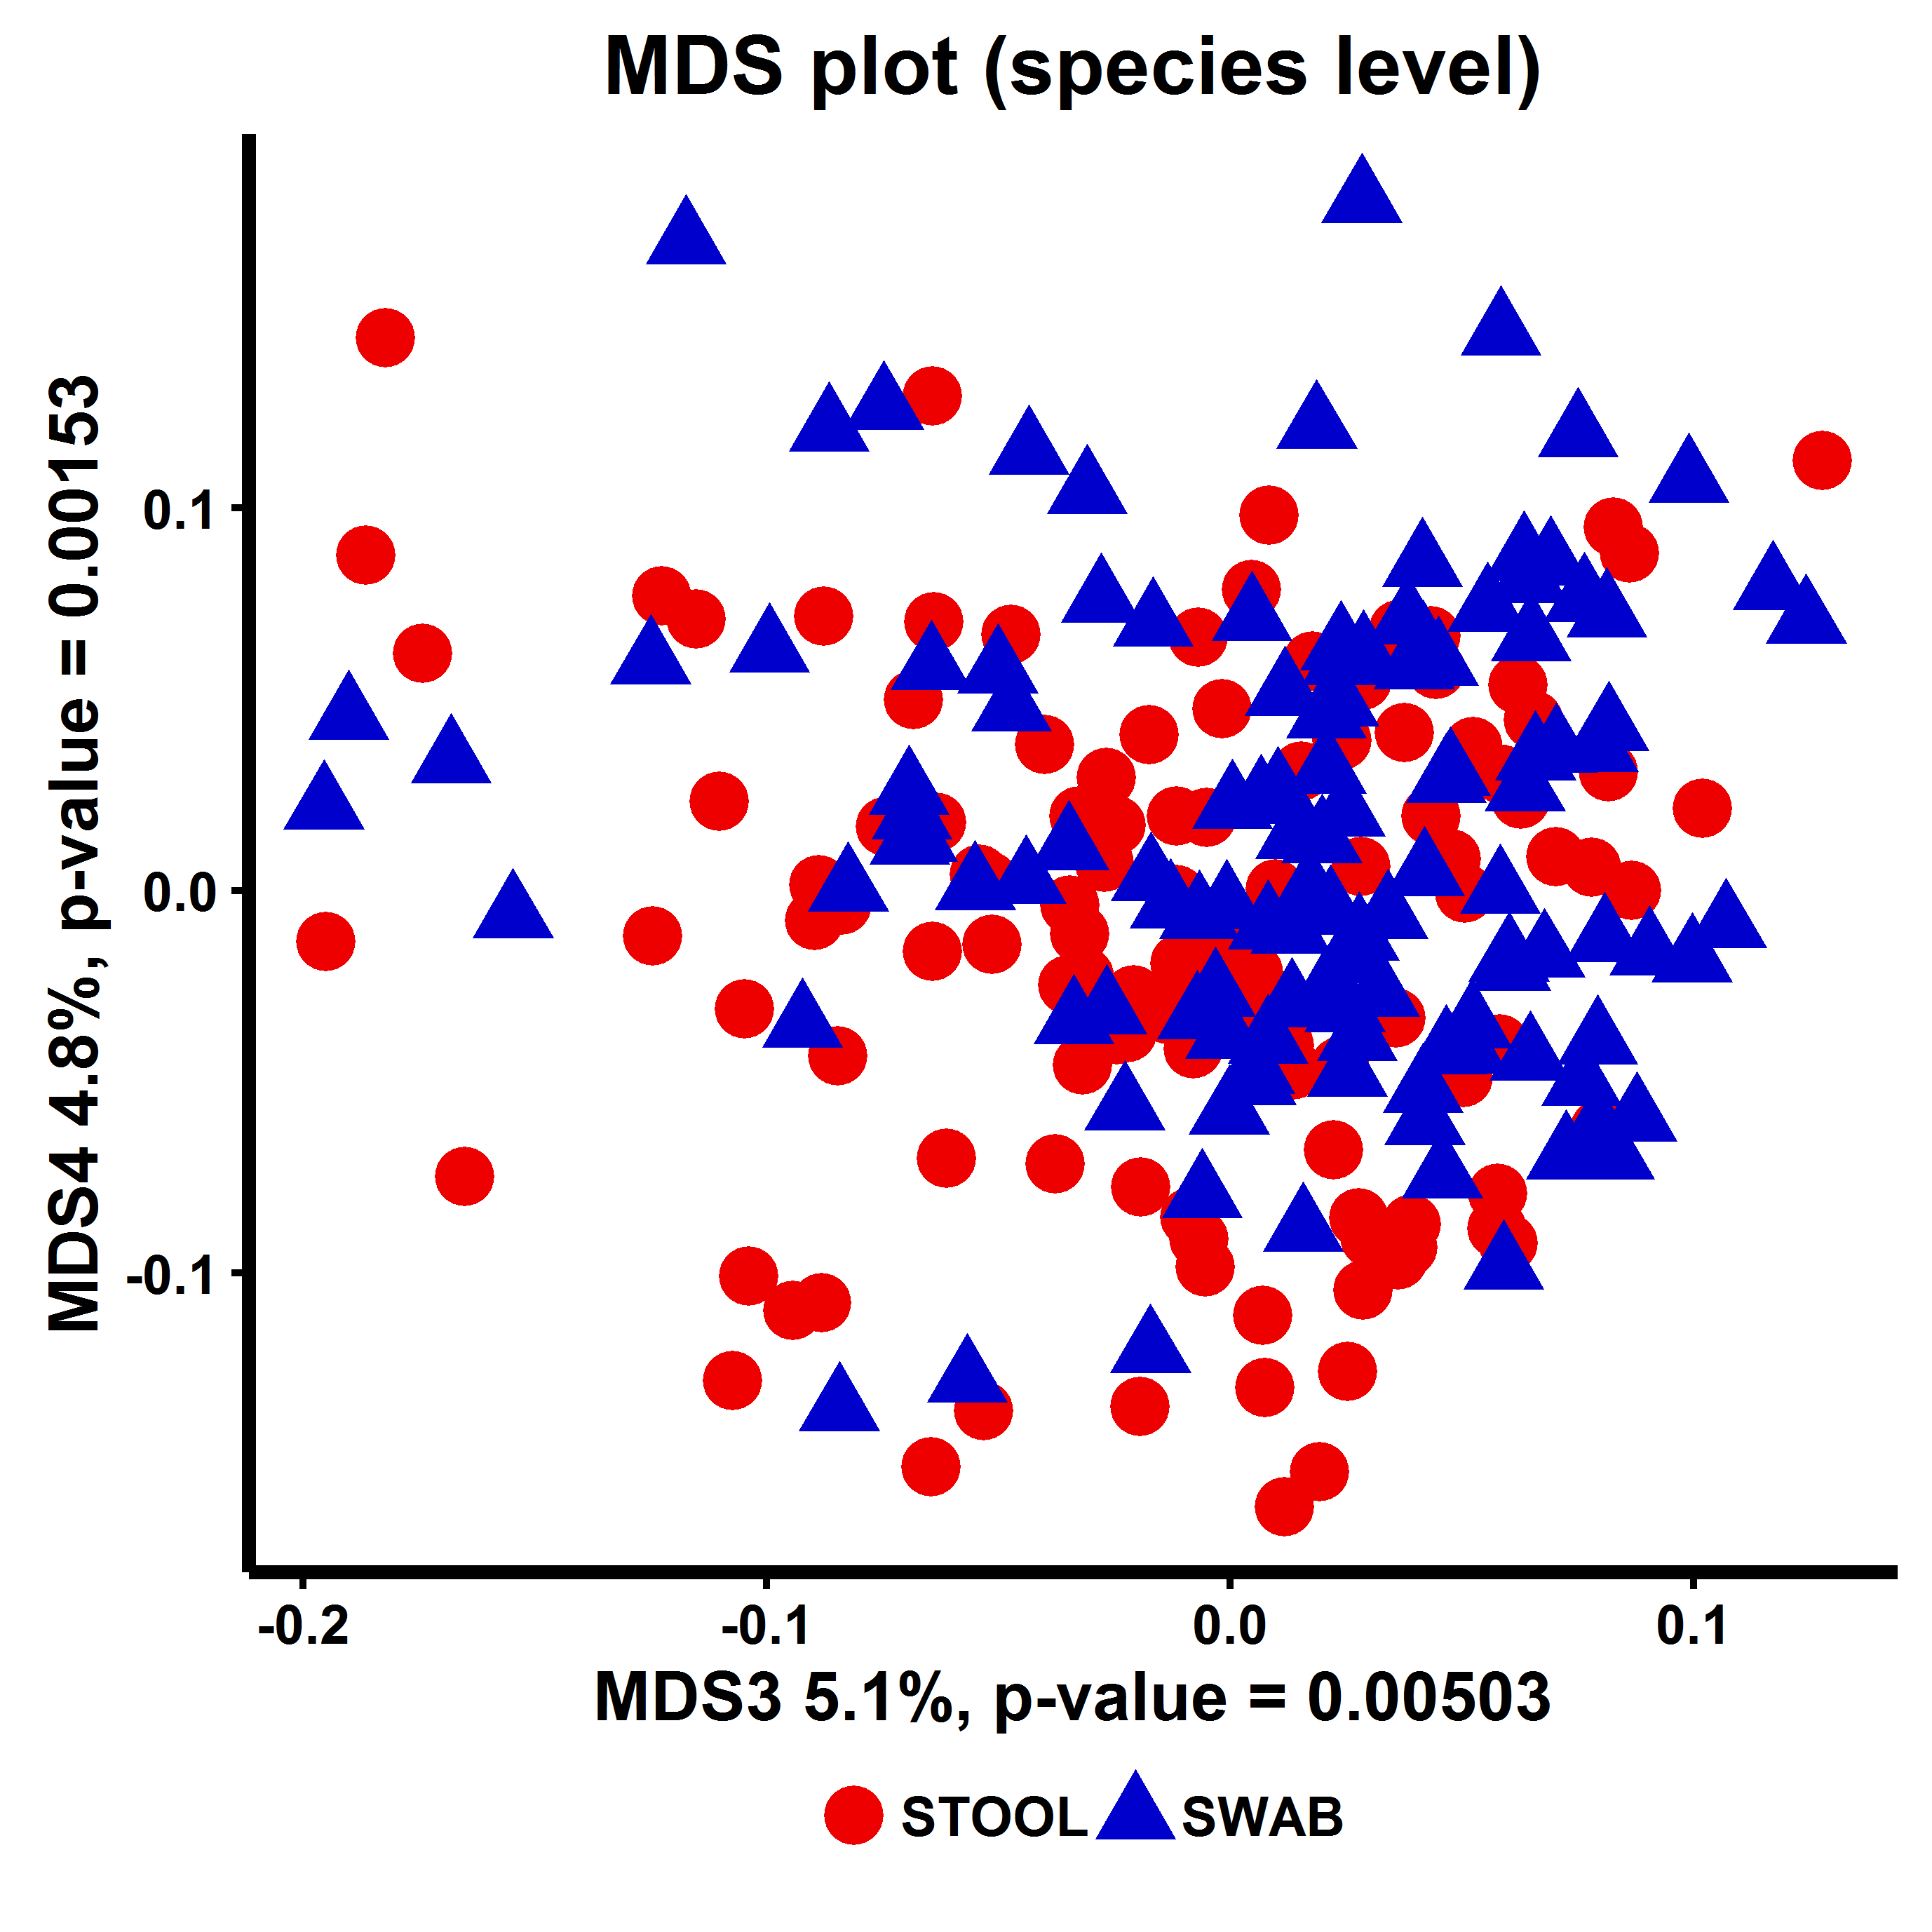 MDS plot (species level)
MDS4 4.8%, p-value = 0.00153
0.1
0.0
-0.1
-0.2
-0.1
0.0
0.1
MDS3 5.1%, p-value = 0.00503
STOOL
SWAB